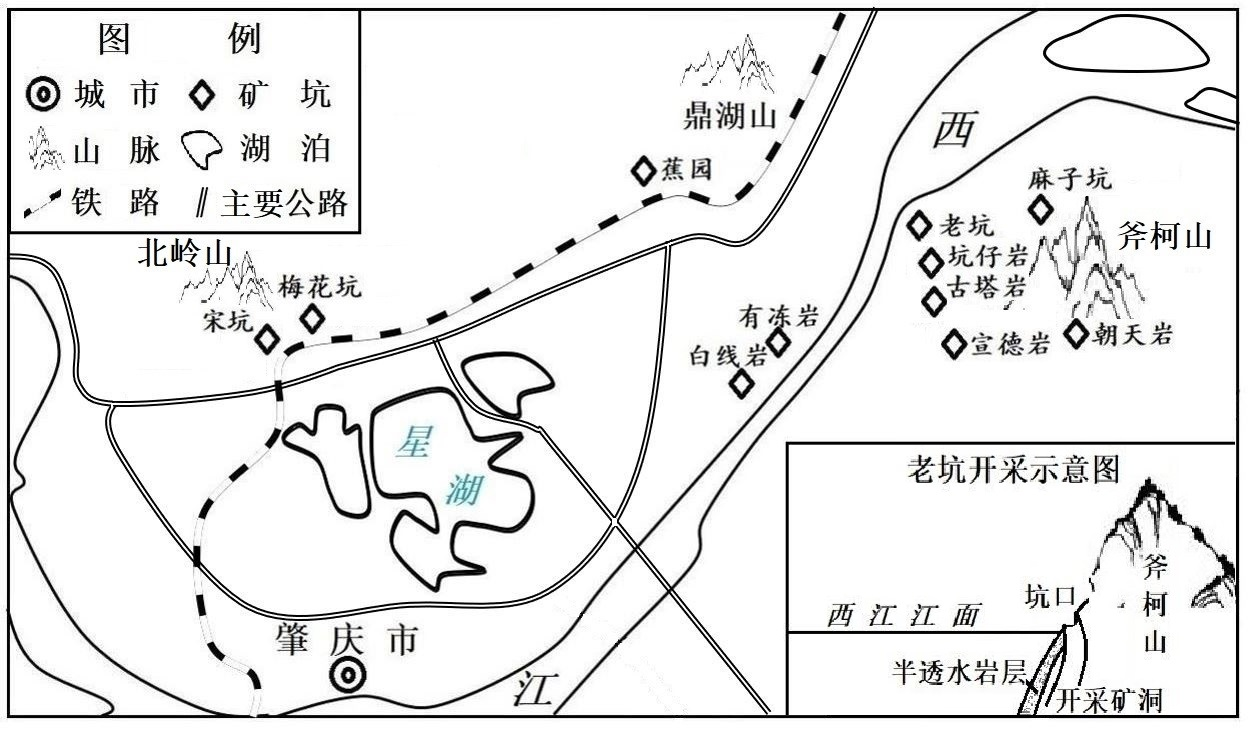 图 例
城 市 矿 坑
山 脉 湖 泊
铁 路 主要公路
鼎湖山
西
蕉园
麻子坑
老坑
斧柯山
坑仔岩
北岭山
梅花坑
古塔岩
宋坑
有冻岩
朝天岩
宣德岩
白线岩
星
湖
老坑开采示意图
斧
柯
山
坑口
西 江 江 面
肇 庆 市
半透水岩层
江
开采矿洞